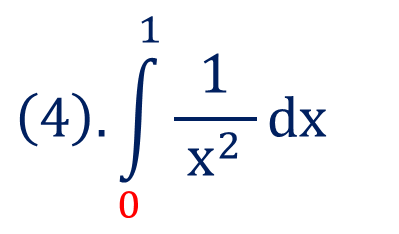 (4). ∫₀¹ 1/x² dx